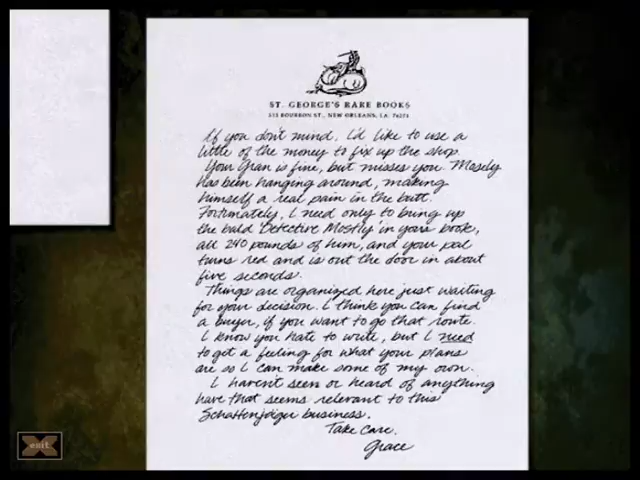 ST. GEORGE'S RARE BOOKS
BOURBON ST., NEW ORLEANS, LA.
If you don't mind, I'd like to use a
little of the money to fix up the shop.
Your Gran is fine, but misses you. Mosely
has been hanging around, making
himself a real pain in the butt.
Fortunately, I need only to bring up
the bald 'Detective Mostly' in your book,
all 240 pounds of him, and your pal
turns red and is out the door in about
five seconds.
Things are organized here just waiting
for your decision. I think you can find
a buyer, if you want to go that route.
I know you hate to write, but I need
to get a feeling for what your plans
are so I can make some of my own.
I haven't seen or heard of anything
here that seems relevant to this
Schattenjäger business.
Take care.
Grace
exit